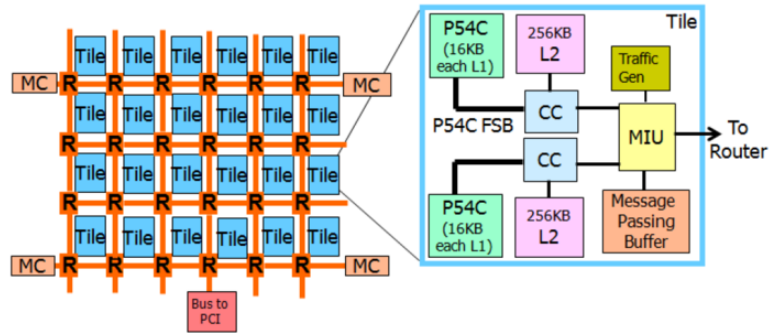 Tile Tile Tile Tile Tile Tile
MC R R R R R R MC
Tile Tile Tile Tile Tile Tile
R R R R R R
Tile Tile Tile Tile Tile Tile
R R R R R R
Tile Tile Tile Tile Tile Tile
MC R R R R R R MC
Bus to
PCI
Tile
P54C
(16KB
each L1)
256KB
L2
Traffic
Gen
CC
P54C FSB
MIU
To
Router
CC
P54C
(16KB
each L1)
256KB
L2
Message
Passing
Buffer